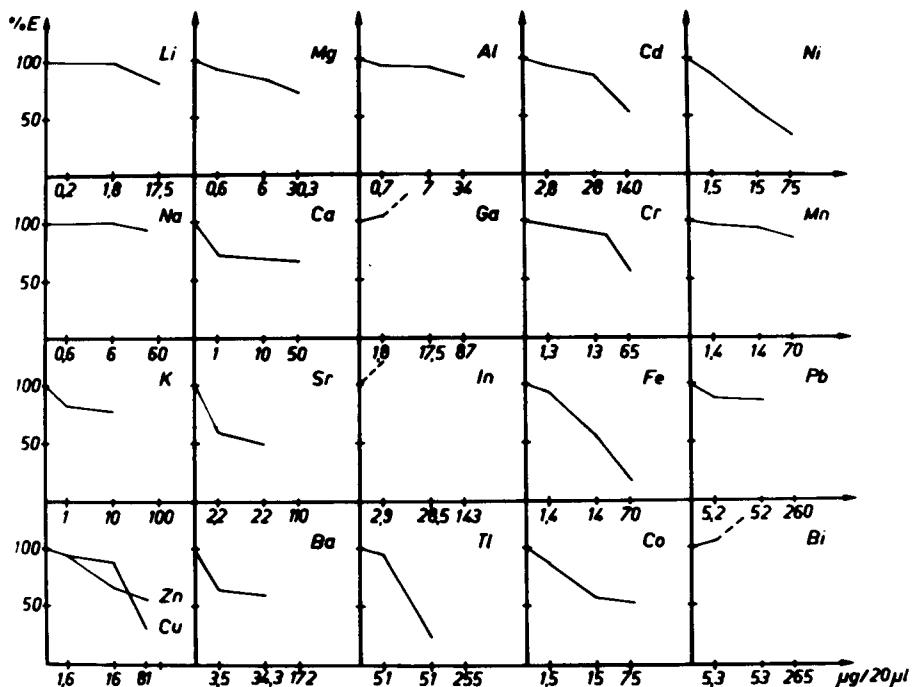 %E
Li Mg Al Cd Ni
100
50
0,2 1,8 17,5 0,6 6 30,3 0,7 7 34 2,8 28 140 1,5 15 75
Na Ca Ga Cr Mn
100
50
0,6 6 60 1 10 50 1,8 17,5 87 1,3 13 65 1,4 14 70
K Sr In Fe Pb
100
50
1 10 100 2,2 22 110 2,9 28,5 143 1,4 14 70 5,2 52 260
Ba Tl Co Bi
100
Zn
50
Cu
1,6 16 81 3,5 34,3 172 51 51 255 1,5 15 75 5,3 53 265 µg/20µl